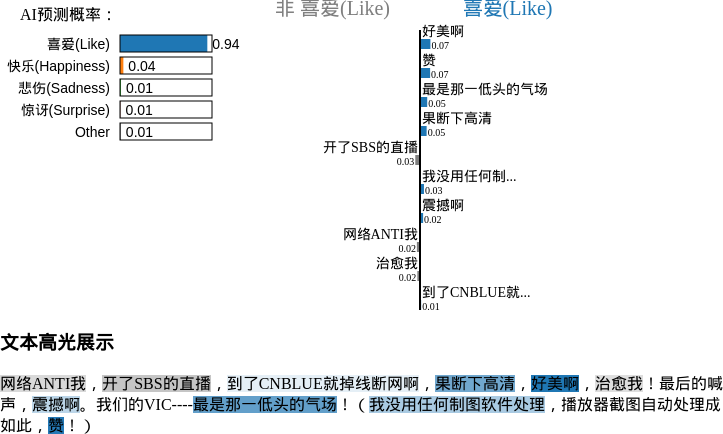 AI预测概率：
喜爱(Like) 0.94
快乐(Happiness) 0.04
悲伤(Sadness) 0.01
惊讶(Surprise) 0.01
Other 0.01
非 喜爱(Like) 喜爱(Like)
好美啊
0.07
赞
0.07
最是那一低头的气场
0.05
果断下高清
0.05
开了SBS的直播
0.03
我没用任何制...
0.03
震撼啊
0.02
网络ANTI我
0.02
治愈我
0.02
到了CNBLUE就...
0.01
文本高光展示
网络ANTI我，开了SBS的直播，到了CNBLUE就掉线断网啊，果断下高清，好美啊，治愈我！最后的喊
声，震撼啊。我们的VIC----最是那一低头的气场！（我没用任何制图软件处理，播放器截图自动处理成
如此，赞！）